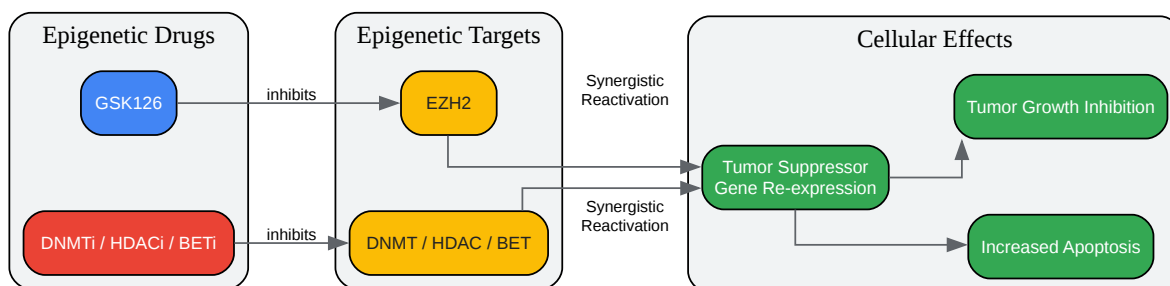 Epigenetic Drugs
Epigenetic Targets
Cellular Effects
GSK126
inhibits
EZH2
Synergistic
Reactivation
Tumor Growth Inhibition
Tumor Suppressor
Gene Re-expression
DNMTi / HDACi / BETi
inhibits
DNMT / HDAC / BET
Synergistic
Reactivation
Increased Apoptosis